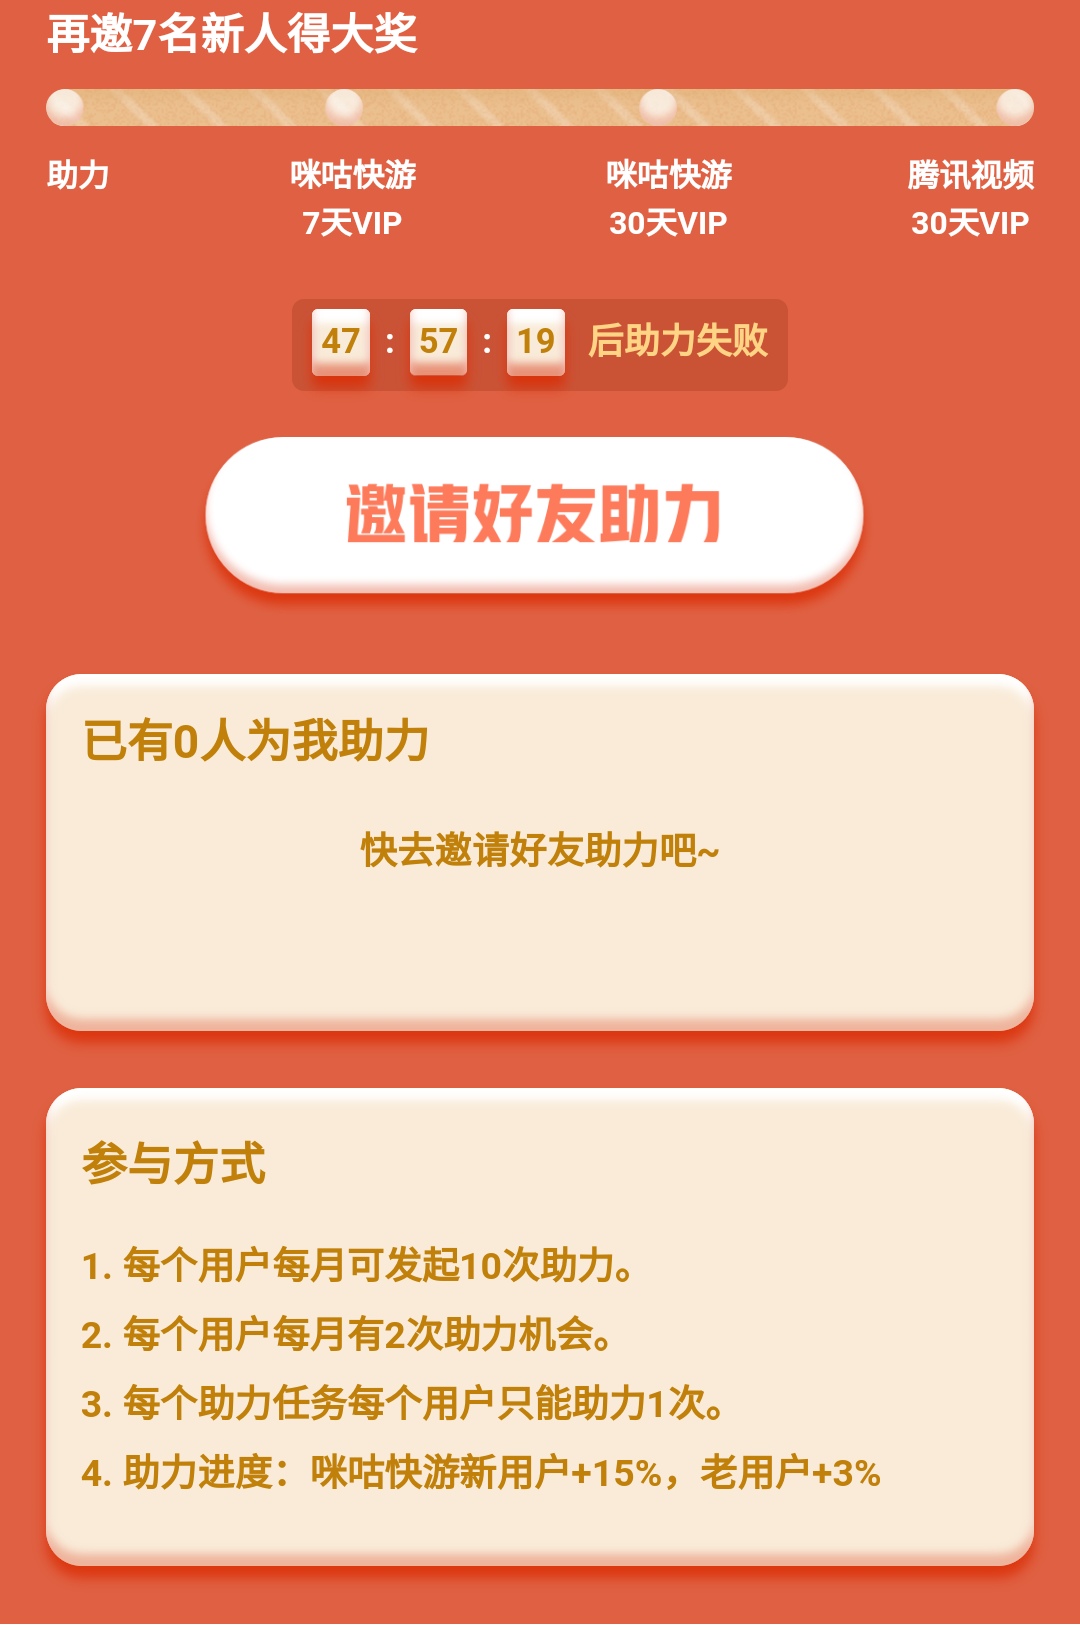 再邀7名新人得大奖
助力 咪咕快游 咪咕快游 腾讯视频
7天VIP 30天VIP 30天VIP
47 : 57 : 19 后助力失败
邀请好友助力
已有0人为我助力
快去邀请好友助力吧~
参与方式
1. 每个用户每月可发起10次助力。
2. 每个用户每月有2次助力机会。
3. 每个助力任务每个用户只能助力1次。
4. 助力进度：咪咕快游新用户+15%，老用户+3%